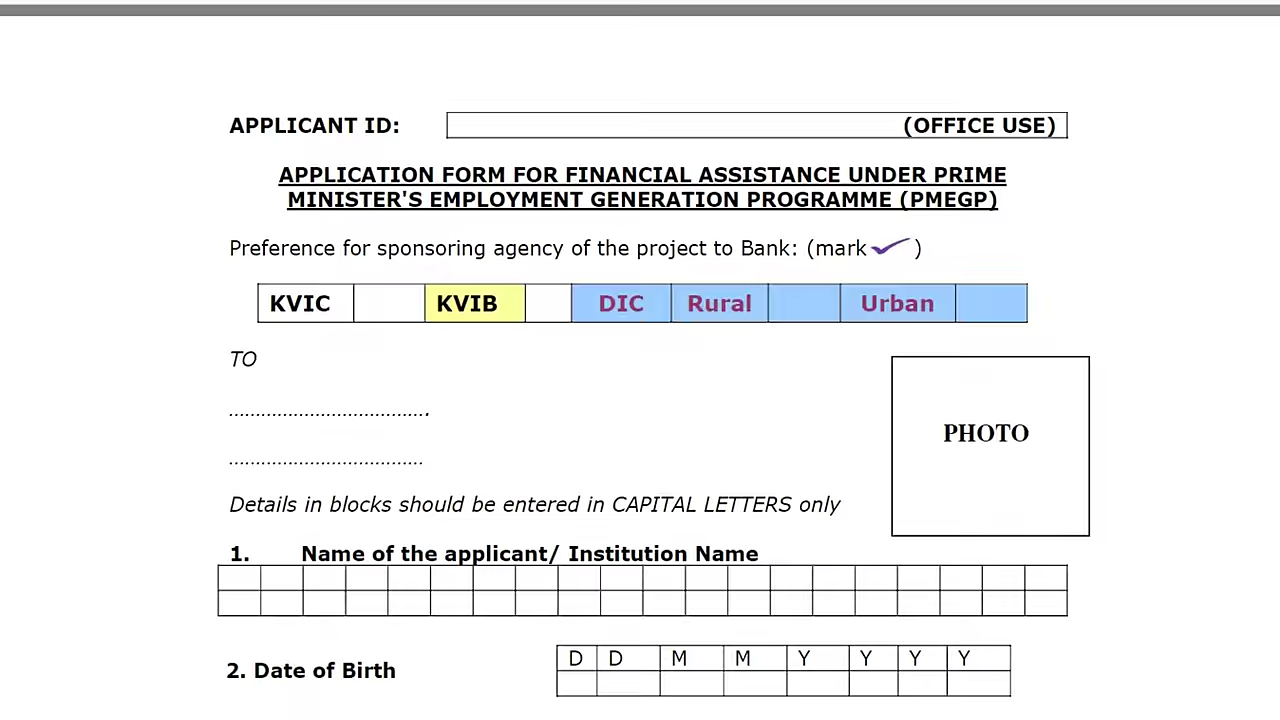 APPLICANT ID: (OFFICE USE)
APPLICATION FORM FOR FINANCIAL ASSISTANCE UNDER PRIME
MINISTER'S EMPLOYMENT GENERATION PROGRAMME (PMEGP)
Preference for sponsoring agency of the project to Bank: (mark ✓)
KVIC KVIB DIC Rural Urban
TO
……………………………….
………………………………
PHOTO
Details in blocks should be entered in CAPITAL LETTERS only
1. Name of the applicant/ Institution Name
D D M M Y Y Y Y
2. Date of Birth